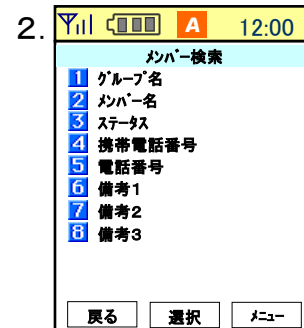 2.
A 12:00
ﾒﾝﾊﾞｰ検索
1 ｸﾞﾙｰﾌﾟ名
2 ﾒﾝﾊﾞｰ名
3 ｽﾃｰﾀｽ
4 携帯電話番号
5 電話番号
6 備考1
7 備考2
8 備考3
戻る 選択 ﾒﾆｭｰ